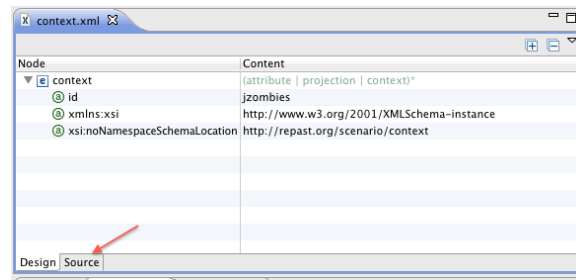 context.xml
Node Content
context (attribute | projection | context)*
id jzombies
xmlns:xsi http://www.w3.org/2001/XMLSchema-instance
xsi:noNamespaceSchemaLocation http://repast.org/scenario/context
Design Source